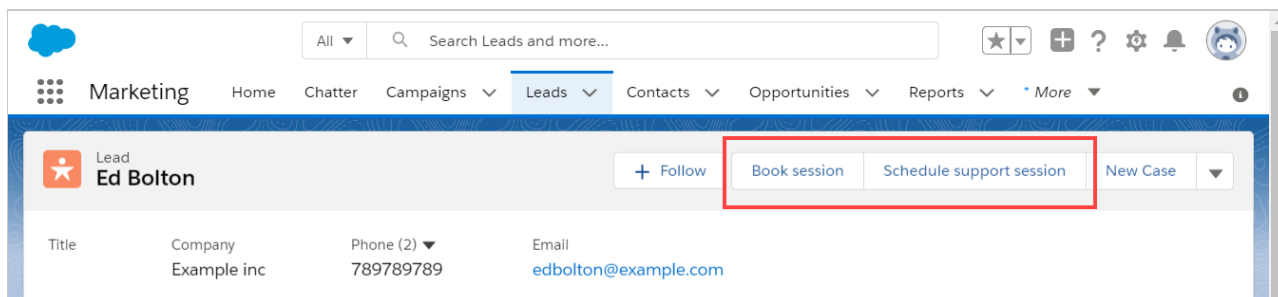 All Search Leads and more...
Marketing Home Chatter Campaigns Leads Contacts Opportunities Reports * More
Lead
Ed Bolton
+ Follow Book session Schedule support session New Case
Title Company Phone (2) Email
Example inc 789789789 edbolton@example.com